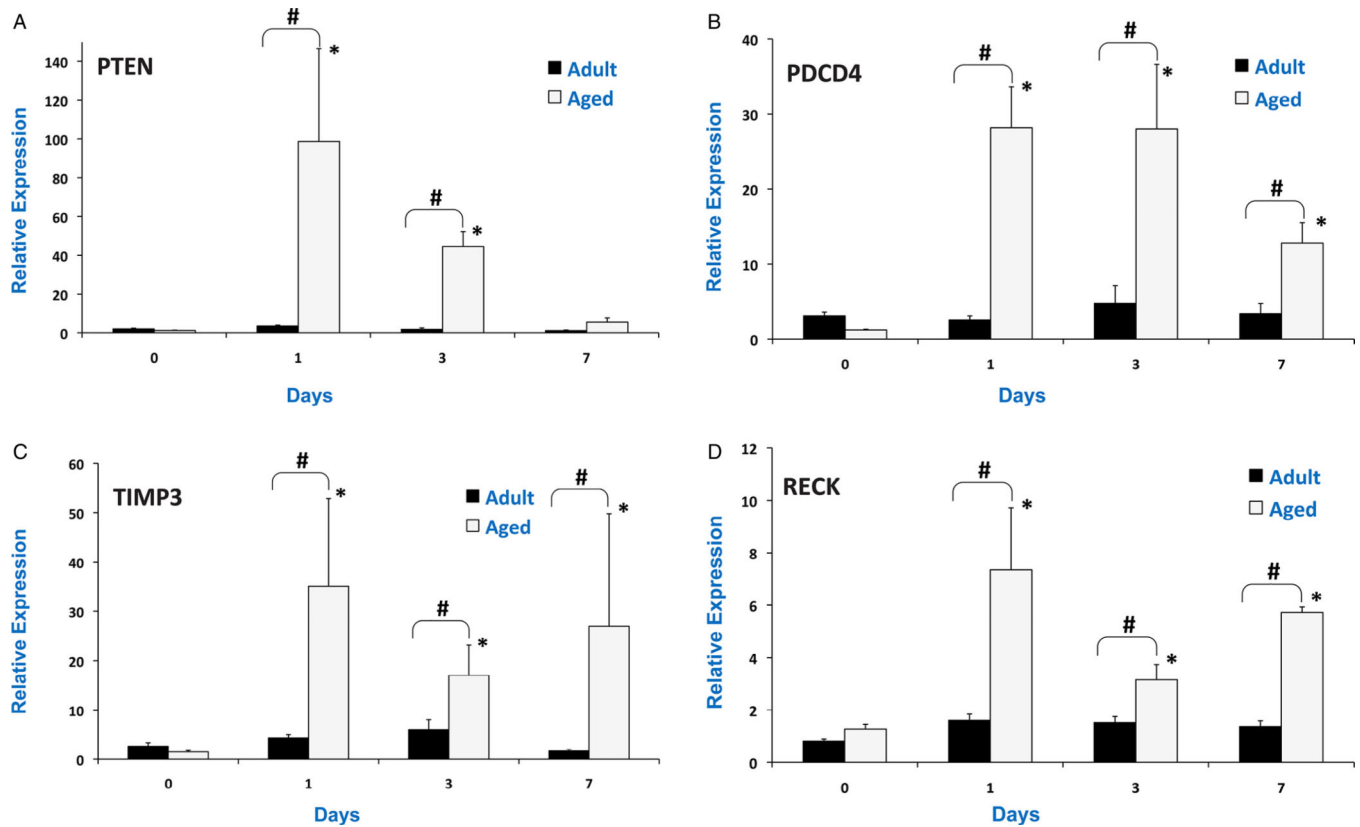 A
PTEN
Relative Expression
140
120
100
80
60
40
20
0
# *
# *
Adult
Aged
0 1 3 7
Days
B
PDCD4
Relative Expression
40
30
20
10
0
# *
# *
# *
Adult
Aged
0 1 3 7
Days
C
TIMP3
Relative Expression
60
50
40
30
20
10
0
# *
# *
# *
Adult
Aged
0 1 3 7
Days
D
RECK
Relative Expression
12
10
8
6
4
2
0
# *
# *
# *
Adult
Aged
0 1 3 7
Days